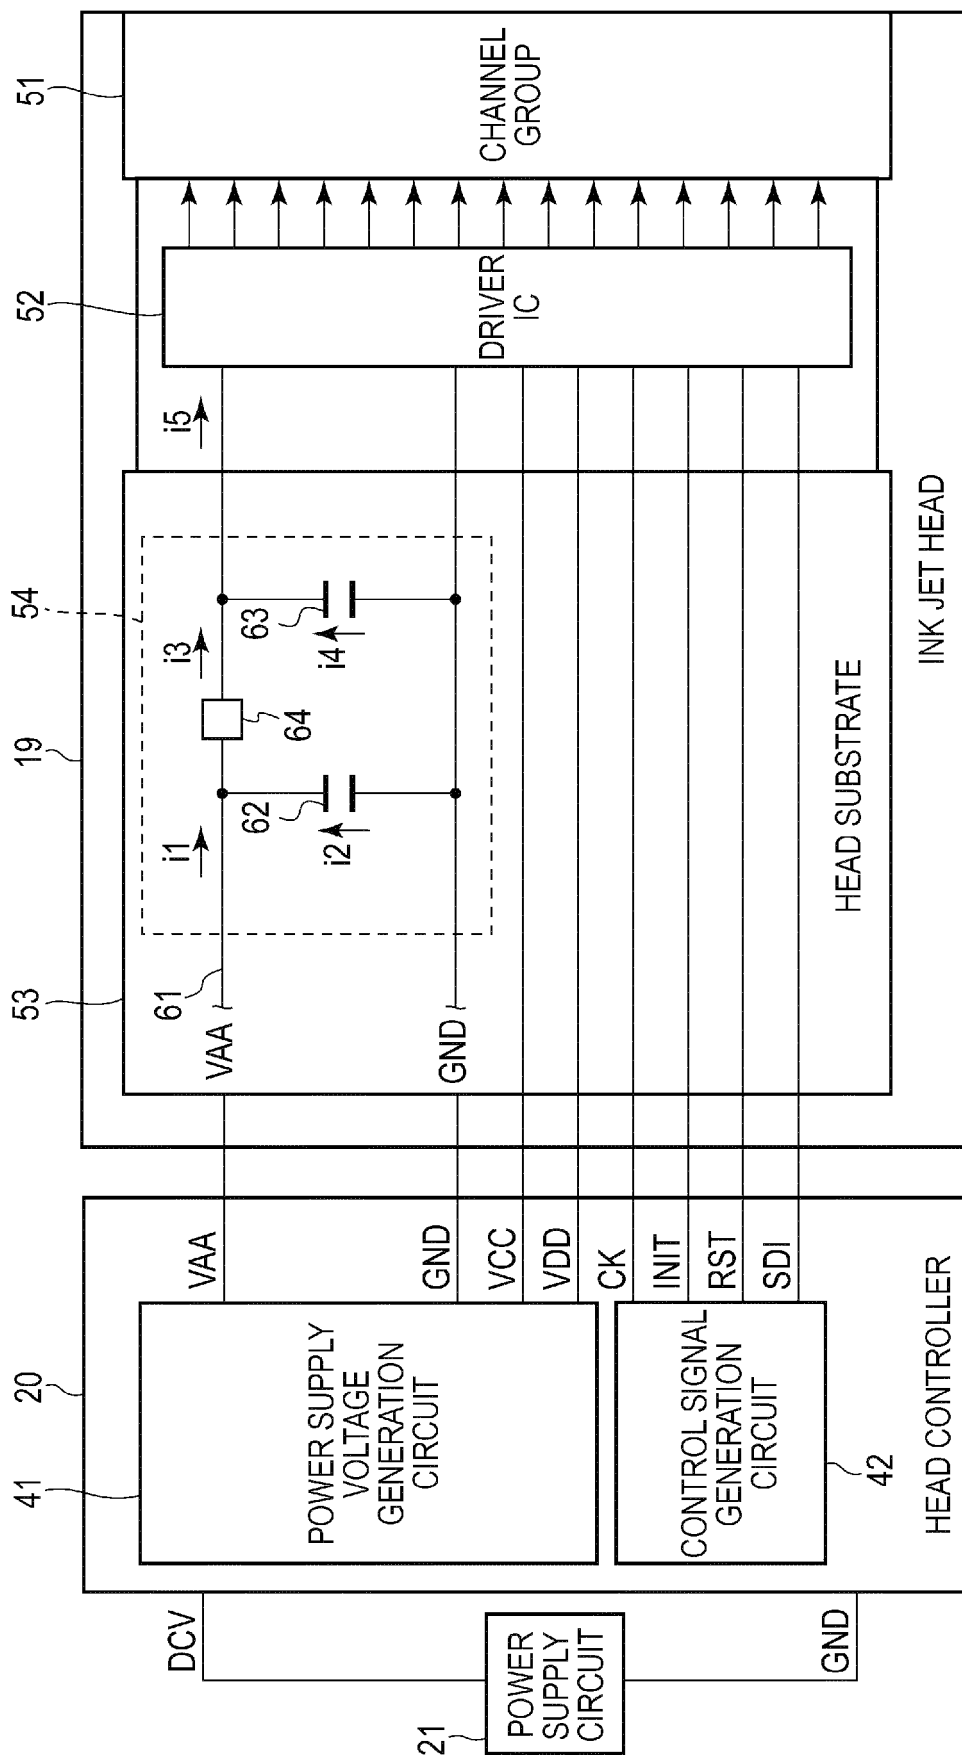 21
POWER
SUPPLY
CIRCUIT
DCV
GND
20
41
POWER SUPPLY
VOLTAGE
GENERATION
CIRCUIT
CONTROL SIGNAL
GENERATION
CIRCUIT
42
HEAD CONTROLLER
VAA
GND
VCC
VDD
CK
INIT
RST
SDI
19
53
VAA
61
GND
54
i1
i2
62
64
i3
i4
63
HEAD SUBSTRATE
i5
52
DRIVER
IC
51
CHANNEL
GROUP
INK JET HEAD